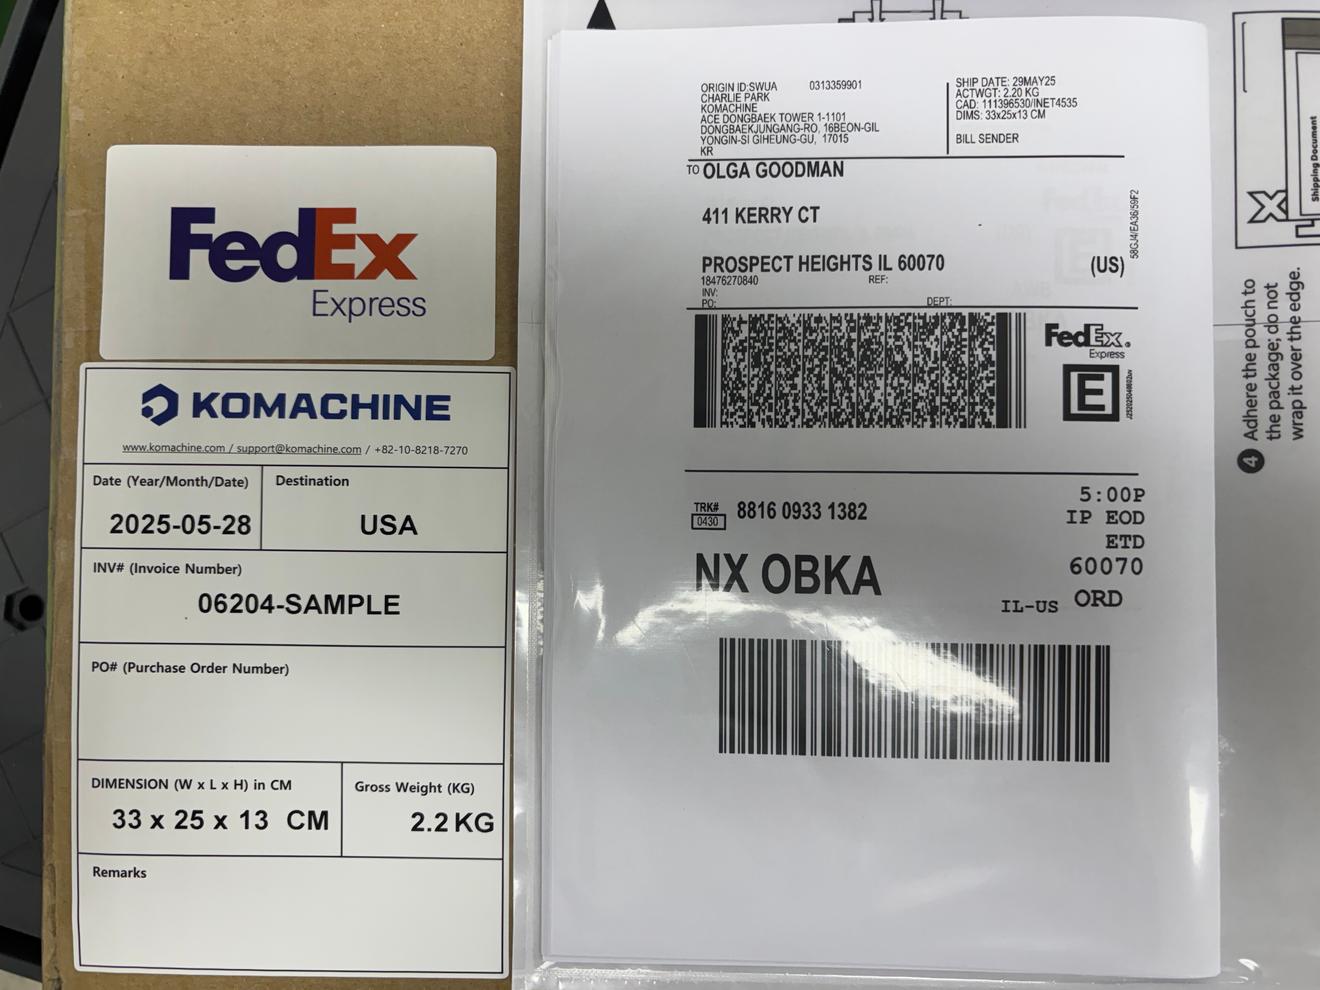 FedEx
Express
KOMACHINE
www.komachine.com / support@komachine.com / +82-10-8218-7270
Date (Year/Month/Date)
2025-05-28
Destination
USA
INV# (Invoice Number)
06204-SAMPLE
PO# (Purchase Order Number)
DIMENSION (W x L x H) in CM
33 x 25 x 13 CM
Gross Weight (KG)
2.2 KG
Remarks
ORIGIN ID:SWUA 0313359901
CHARLIE PARK
KOMACHINE
ACE DONGBAEK TOWER 1-1101
DONGBAEKJUNGANG-RO, 16BEON-GIL
YONGIN-SI GIHEUNG-GU, 17015
KR
SHIP DATE: 29MAY25
ACTWGT: 2.20 KG
CAD: 111396530/INET4535
DIMS: 33x25x13 CM
BILL SENDER
TO OLGA GOODMAN
411 KERRY CT
PROSPECT HEIGHTS IL 60070 (US)
18476270840 REF:
INV:
PO: DEPT:
58GJ4/EA36/59F2
FedEx.
Express
E
TRK# 8816 0933 1382
0430
5:00P
IP EOD
ETD
NX OBKA
60070
IL-US ORD
Shipping Document
4 Adhere the pouch to
the package; do not
wrap it over the edge.